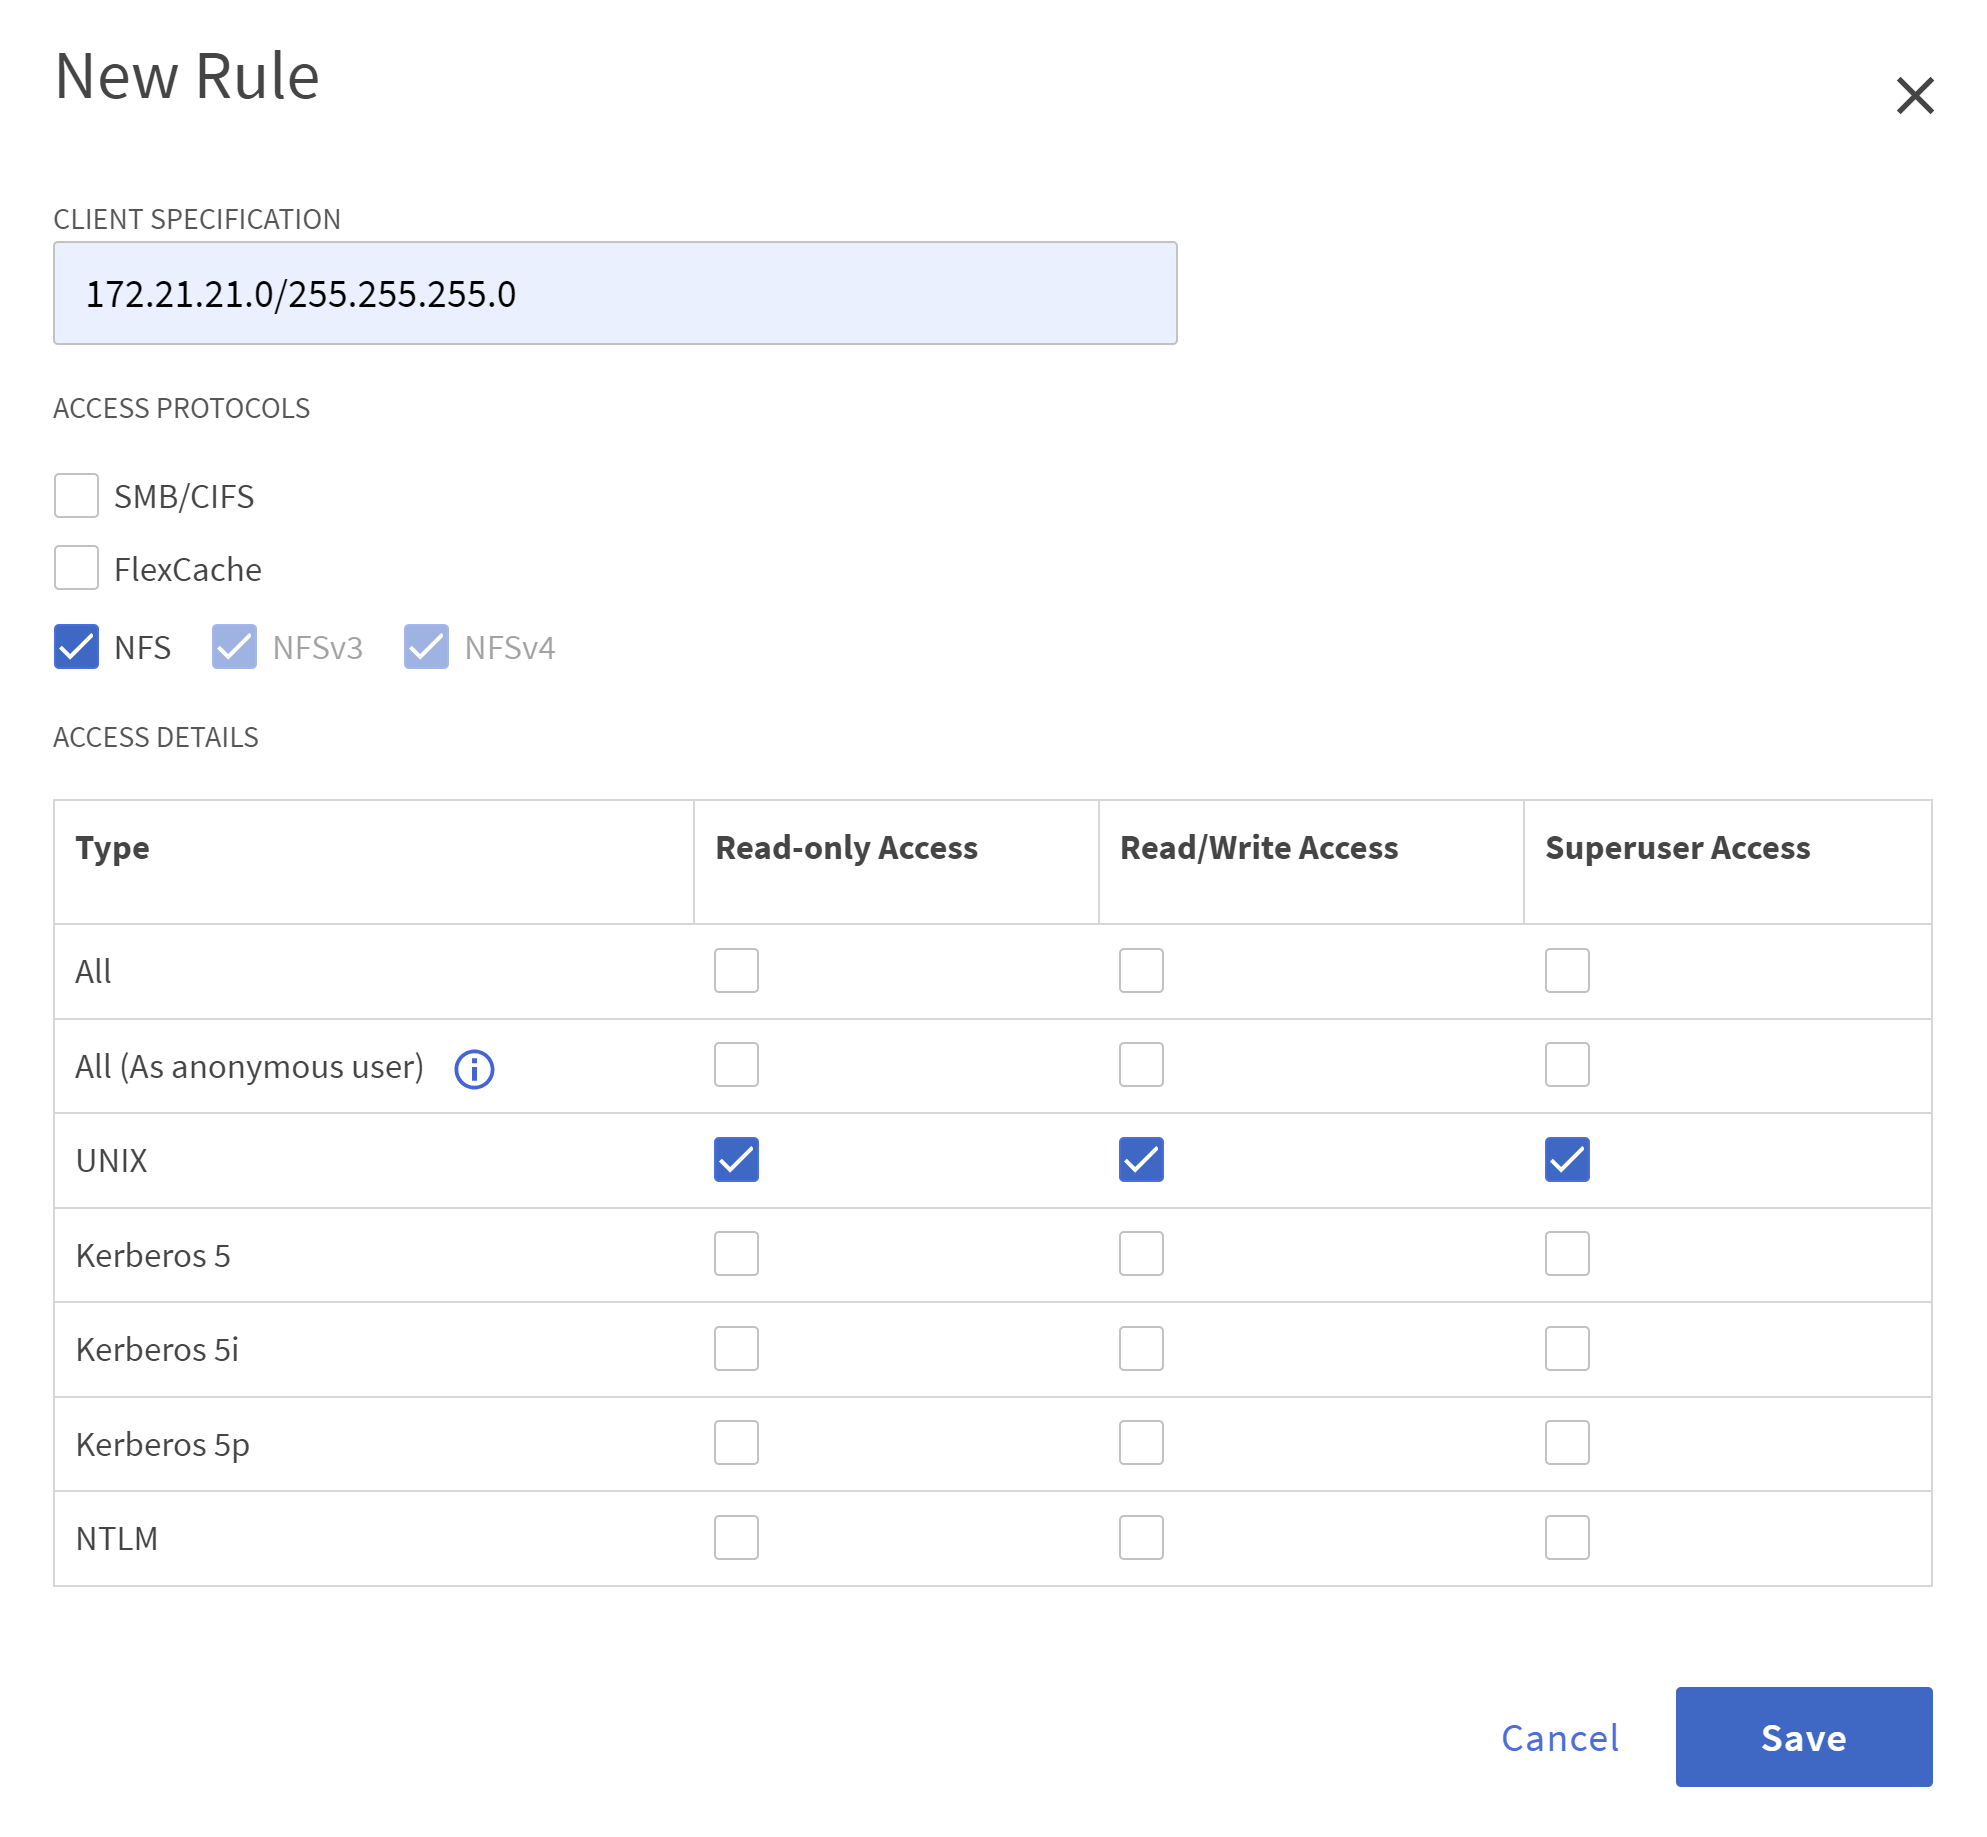 New Rule
CLIENT SPECIFICATION
172.21.21.0/255.255.255.0
ACCESS PROTOCOLS
SMB/CIFS
FlexCache
NFS NFSv3 NFSv4
ACCESS DETAILS
Type Read-only Access Read/Write Access Superuser Access
All
All (As anonymous user)
UNIX
Kerberos 5
Kerberos 5i
Kerberos 5p
NTLM
Cancel Save